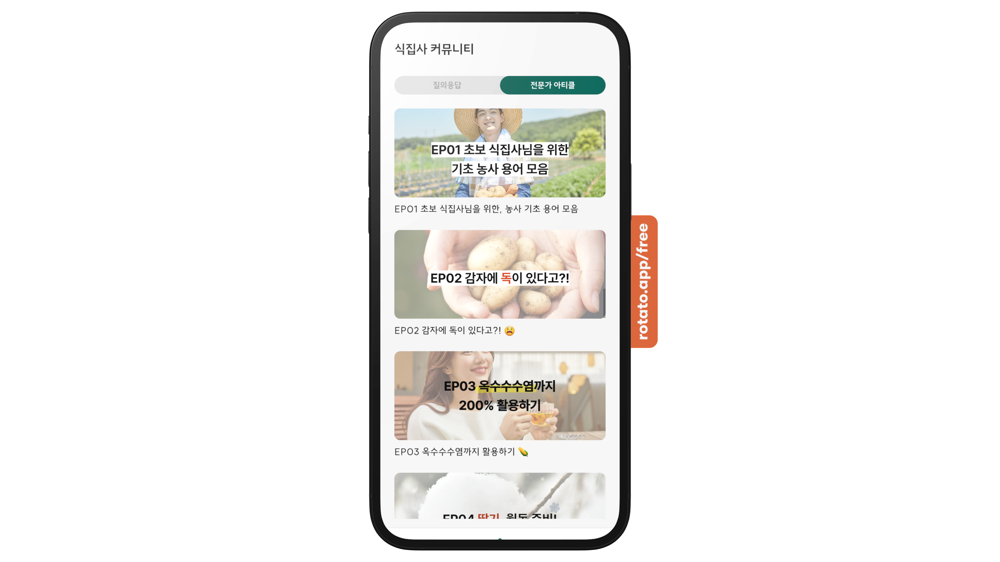 식집사 커뮤니티
질의응답
전문가 아티클
EP01 초보 식집사님을 위한
기초 농사 용어 모음
EP01 초보 식집사님을 위한, 농사 기초 용어 모음
EP02 감자에 독이 있다고?!
EP02 감자에 독이 있다고?! 😫
EP03 옥수수수염까지
200% 활용하기
EP03 옥수수수염까지 활용하기 🌽
EP04 딸기, 월동 준비!
rotato.app/free